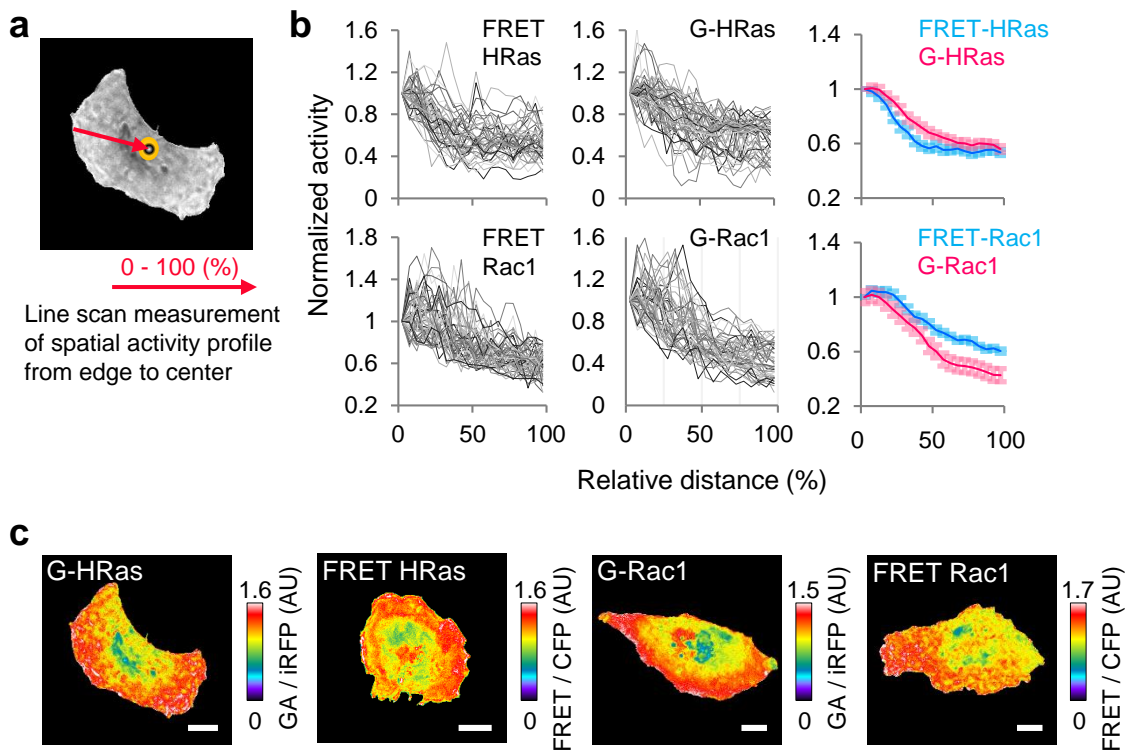 a
0 - 100 (%)
Line scan measurement
of spatial activity profile
from edge to center
b
Normalized activity
1.6
1.2
0.8
0.4
0
FRET
HRas
1.6
1.2
0.8
0.4
0
G-HRas
1.4
1
0.6
0.2
FRET-HRas
G-HRas
1.8
1.4
1
0.6
0.2
FRET
Rac1
0 50 100
1.6
1.2
0.8
0.4
0
G-Rac1
0 50 100
1.4
1
0.6
0.2
FRET-Rac1
G-Rac1
0 50 100
Relative distance (%)
c
G-HRas
1.6
0
GA / iRFP (AU)
FRET HRas
1.6
0
FRET / CFP (AU)
G-Rac1
1.5
0
GA / iRFP (AU)
FRET Rac1
1.7
0
FRET / CFP (AU)